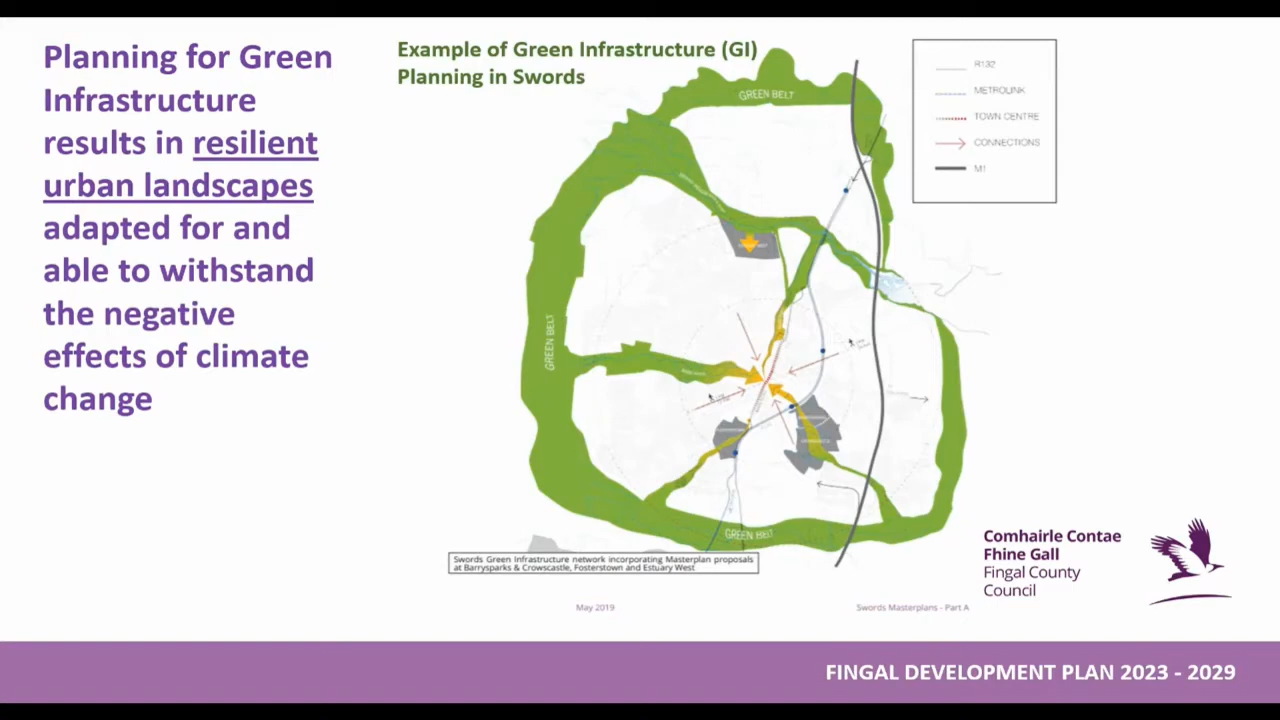 Planning for Green
Infrastructure
results in resilient
urban landscapes
adapted for and
able to withstand
the negative
effects of climate
change
Example of Green Infrastructure (GI)
Planning in Swords
GREEN BELT
R132
METROLINK
TOWN CENTRE
CONNECTIONS
M1
GREEN BELT
GREEN BELT
Swords Green Infrastructure network incorporating Masterplan proposals
at Barrysparks & Crowscastle, Fosterstown and Estuary West
May 2019
Swords Masterplans - Part A
Comhairle Contae
Fhine Gall
Fingal County
Council
FINGAL DEVELOPMENT PLAN 2023 - 2029